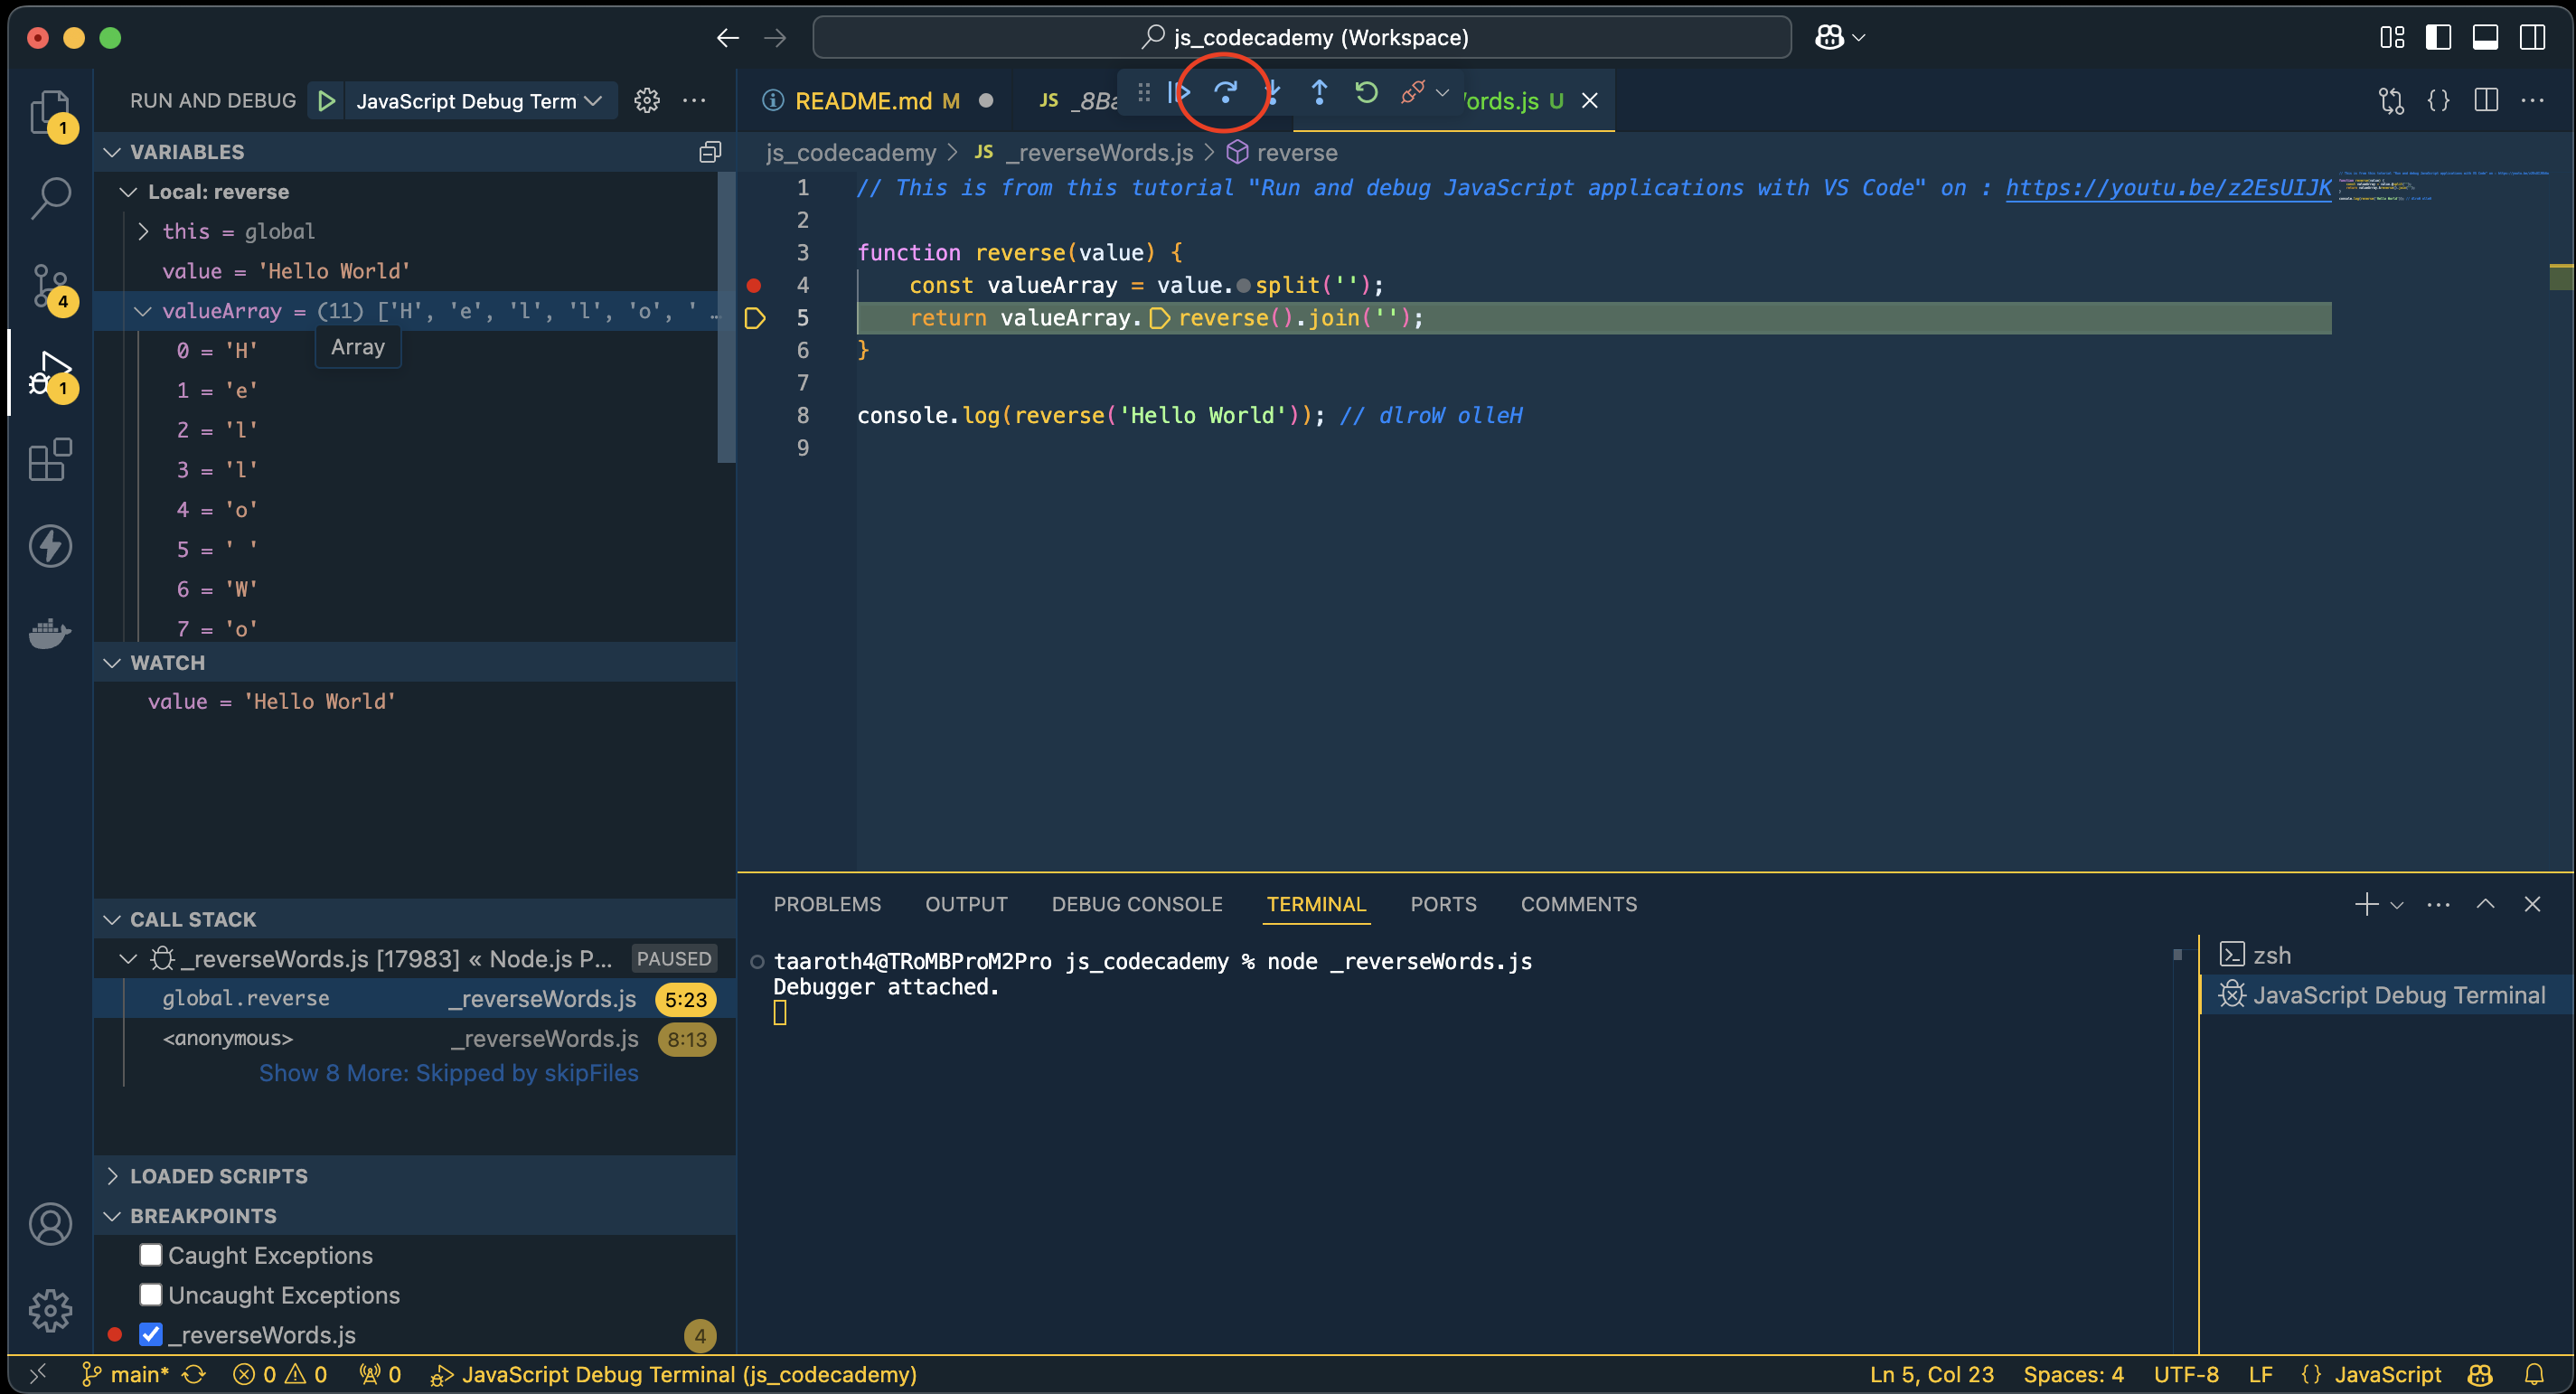 js_codecademy (Workspace)
RUN AND DEBUG
JavaScript Debug Term
README.md M
JS _8Ba
ords.js U
1
4
1
VARIABLES
Local: reverse
this = global
value = 'Hello World'
valueArray = (11) ['H', 'e', 'l', 'l', 'o', ' …
Array
0 = 'H'
1 = 'e'
2 = 'l'
3 = 'l'
4 = 'o'
5 = ' '
6 = 'W'
7 = 'o'
WATCH
value = 'Hello World'
CALL STACK
_reverseWords.js [17983] « Node.js P... PAUSED
global.reverse _reverseWords.js 5:23
<anonymous> _reverseWords.js 8:13
Show 8 More: Skipped by skipFiles
LOADED SCRIPTS
BREAKPOINTS
Caught Exceptions
Uncaught Exceptions
_reverseWords.js 4
js_codecademy > JS _reverseWords.js > reverse
1 // This is from this tutorial "Run and debug JavaScript applications with VS Code" on : https://youtu.be/z2EsUIJK
2
3 function reverse(value) {
4 const valueArray = value.split('');
5 return valueArray.reverse().join('');
6 }
7
8 console.log(reverse('Hello World')); // dlroW olleH
9
PROBLEMS OUTPUT DEBUG CONSOLE TERMINAL PORTS COMMENTS
taaroth4@TRoMBProM2Pro js_codecademy % node _reverseWords.js
Debugger attached.
zsh
JavaScript Debug Terminal
main* 0 0 0 JavaScript Debug Terminal (js_codecademy) Ln 5, Col 23 Spaces: 4 UTF-8 LF {} JavaScript